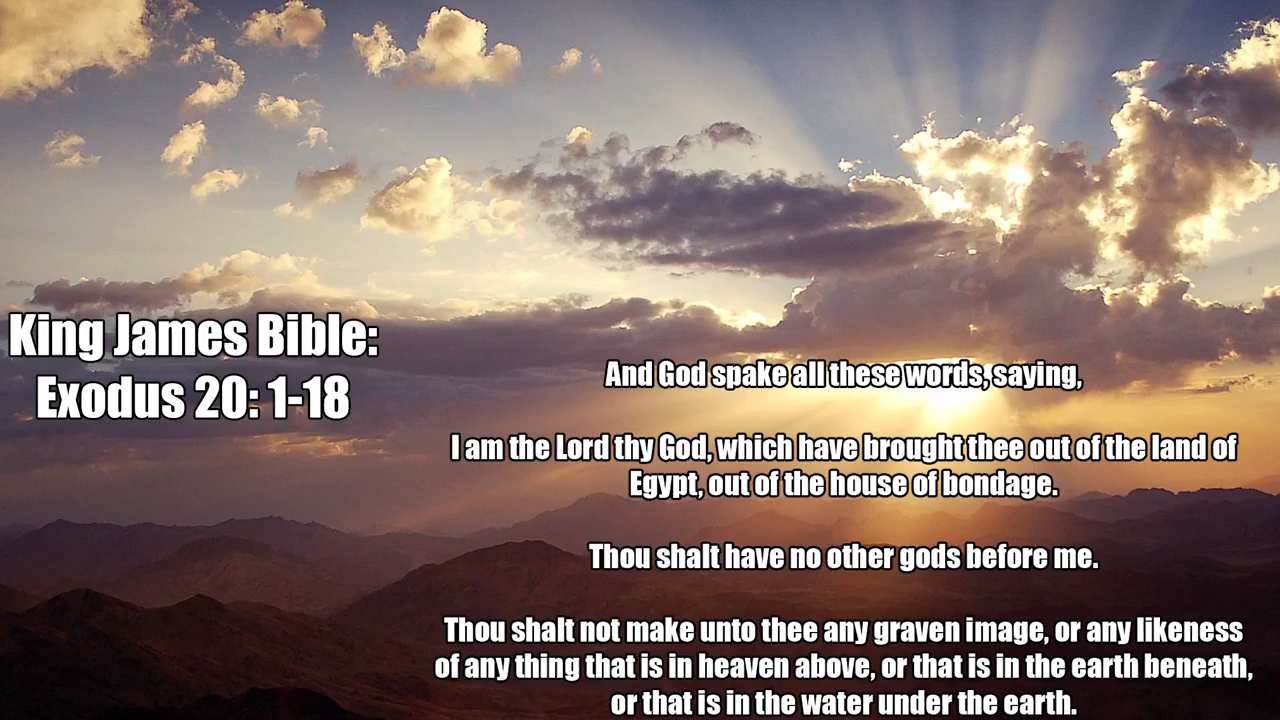 King James Bible:
Exodus 20: 1-18
And God spake all these words, saying,
I am the Lord thy God, which have brought thee out of the land of
Egypt, out of the house of bondage.
Thou shalt have no other gods before me.
Thou shalt not make unto thee any graven image, or any likeness
of any thing that is in heaven above, or that is in the earth beneath,
or that is in the water under the earth.